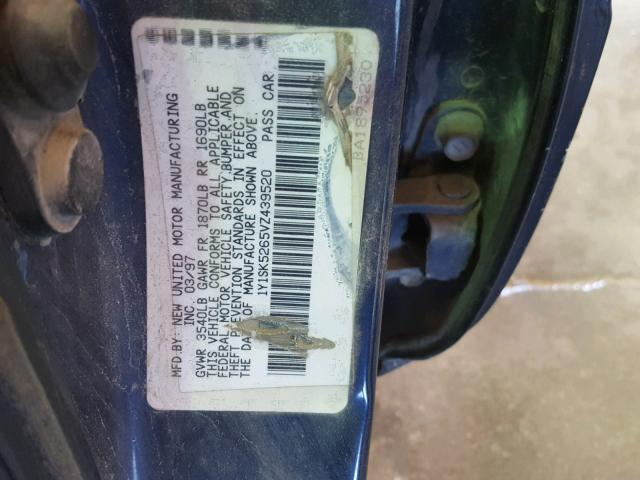 MFD.BY: NEW UNITED MOTOR MANUFACTURING
INC. 03/97
GVWR 3540LB GAWR FR 1870LB RR 1690LB
THIS VEHICLE CONFORMS TO ALL APPLICABLE
FEDERAL MOTOR VEHICLE SAFETY,BUMPER,AND
THEFT PREVENTION STANDARDS IN EFFECT ON
THE DATE OF MANUFACTURE SHOWN ABOVE.
1Y1SK5265VZ439520 PASS CAR
BA1895230